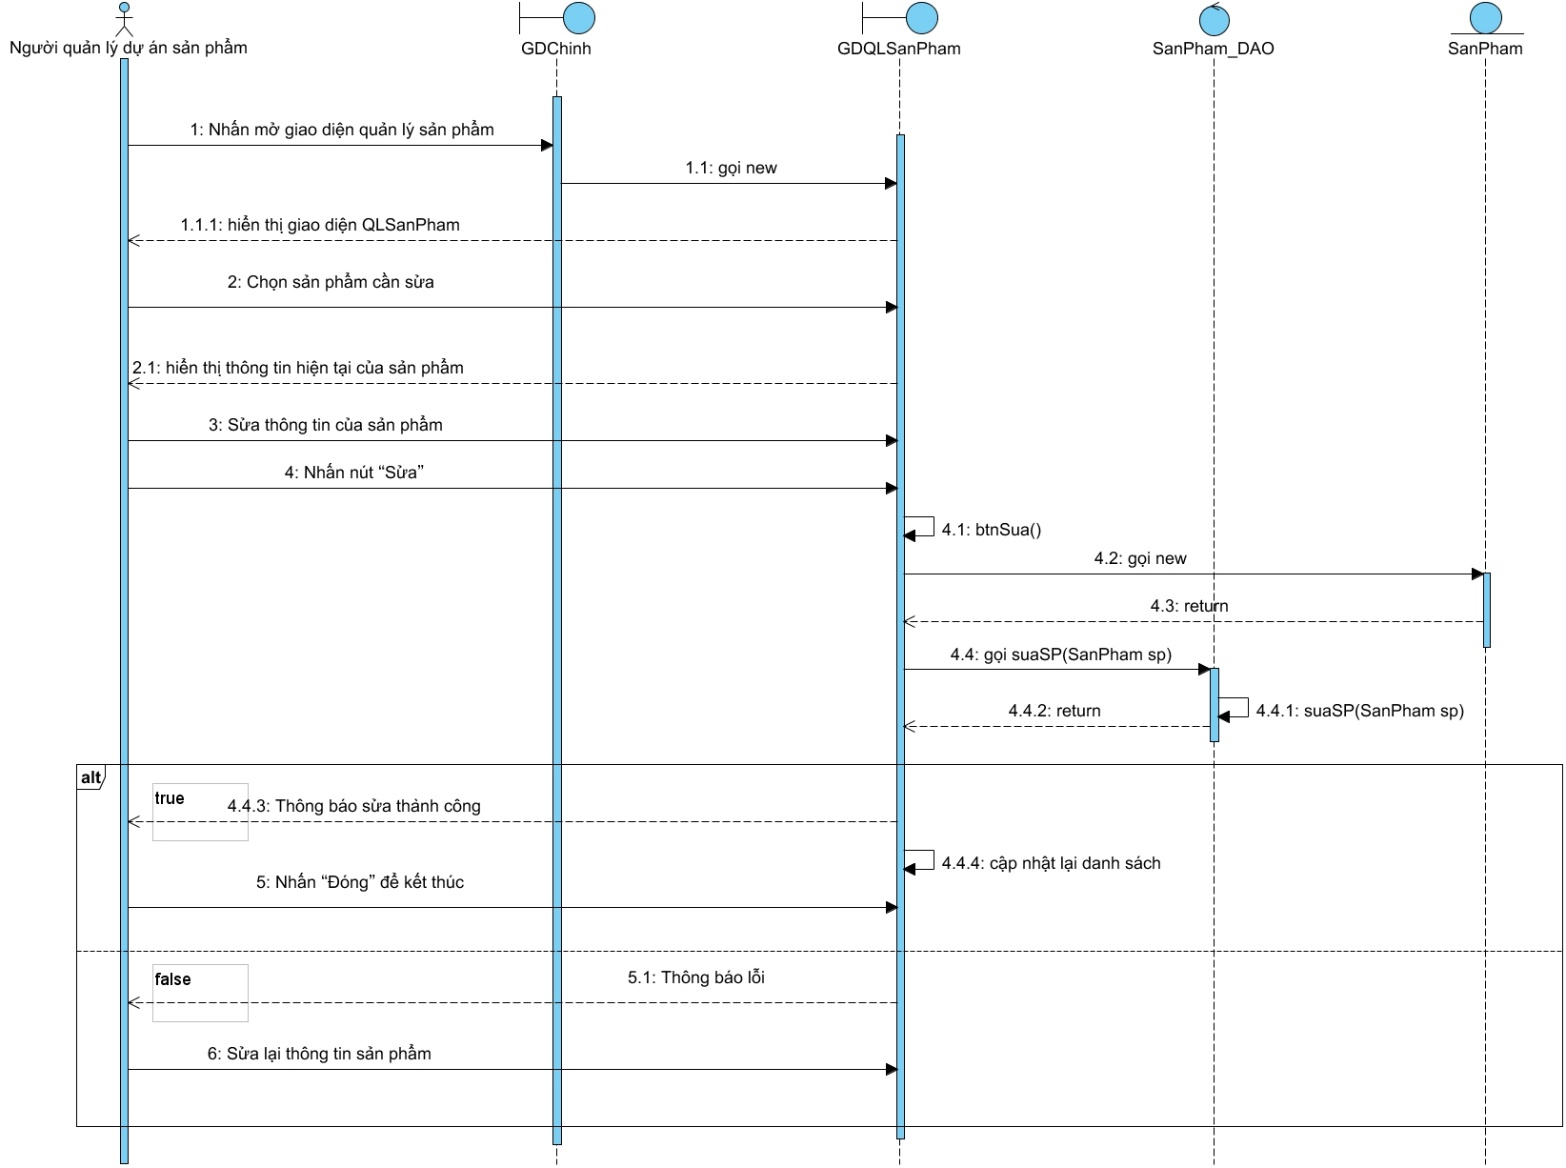 Người quản lý dự án sản phẩm
GDChinh
GDQLSanPham
SanPham_DAO
SanPham
1: Nhấn mở giao diện quản lý sản phẩm
1.1: gọi new
1.1.1: hiển thị giao diện QLSanPham
2: Chọn sản phẩm cần sửa
2.1: hiển thị thông tin hiện tại của sản phẩm
3: Sửa thông tin của sản phẩm
4: Nhấn nút “Sửa”
4.1: btnSua()
4.2: gọi new
4.3: return
4.4: gọi suaSP(SanPham sp)
4.4.1: suaSP(SanPham sp)
4.4.2: return
alt
true
4.4.3: Thông báo sửa thành công
4.4.4: cập nhật lại danh sách
5: Nhấn “Đóng” để kết thúc
false
5.1: Thông báo lỗi
6: Sửa lại thông tin sản phẩm